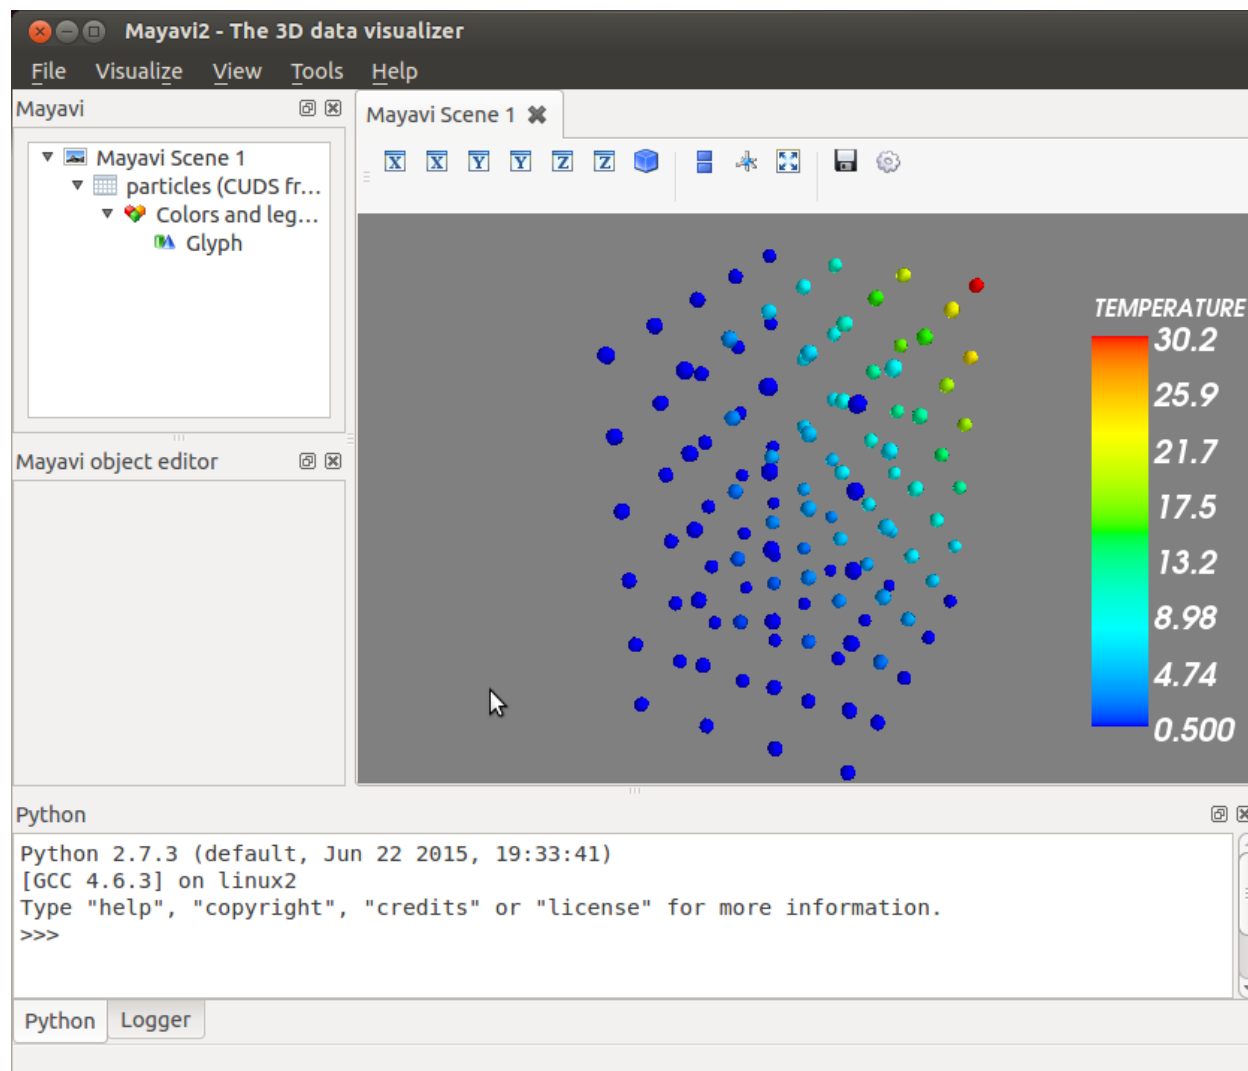 Mayavi2 - The 3D data visualizer
File Visualize View Tools Help
Mayavi
Mayavi Scene 1
particles (CUDS fr...
Colors and leg...
Glyph
Mayavi object editor
Mayavi Scene 1
X X Y Y Z Z
TEMPERATURE
30.2
25.9
21.7
17.5
13.2
8.98
4.74
0.500
Python
Python 2.7.3 (default, Jun 22 2015, 19:33:41)
[GCC 4.6.3] on linux2
Type "help", "copyright", "credits" or "license" for more information.
>>>
Python Logger